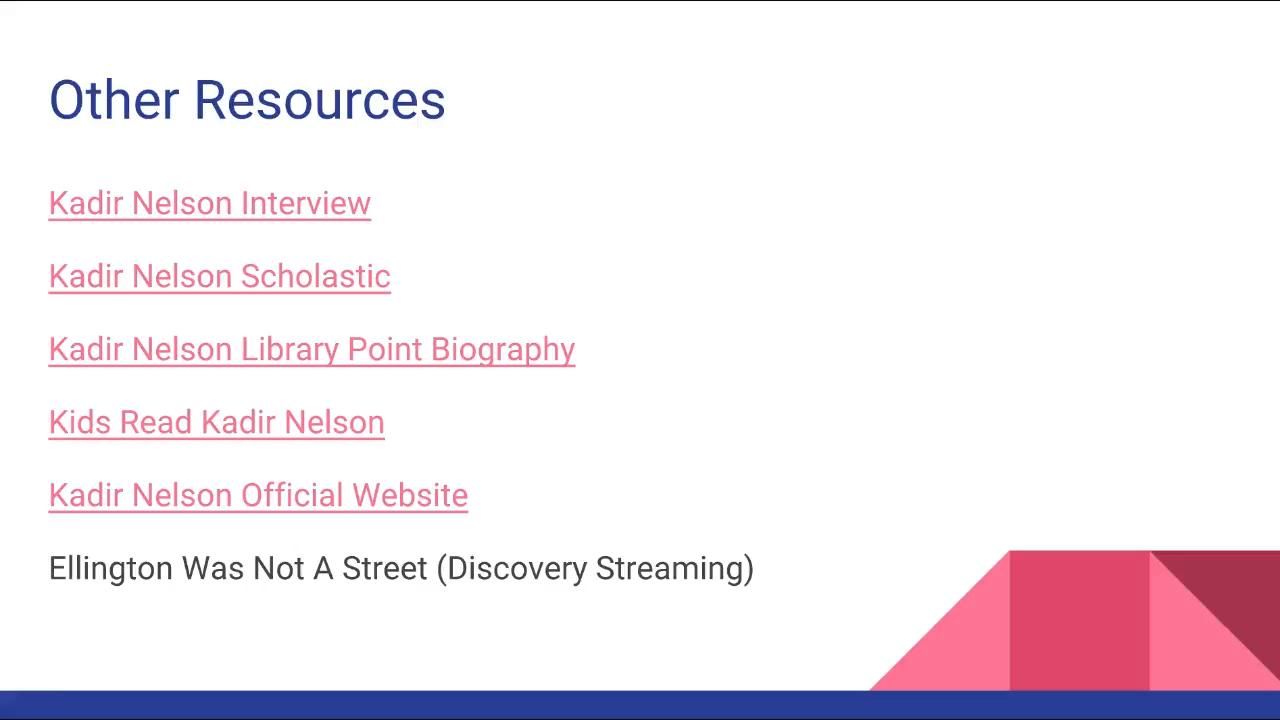 Other Resources
Kadir Nelson Interview
Kadir Nelson Scholastic
Kadir Nelson Library Point Biography
Kids Read Kadir Nelson
Kadir Nelson Official Website
Ellington Was Not A Street (Discovery Streaming)